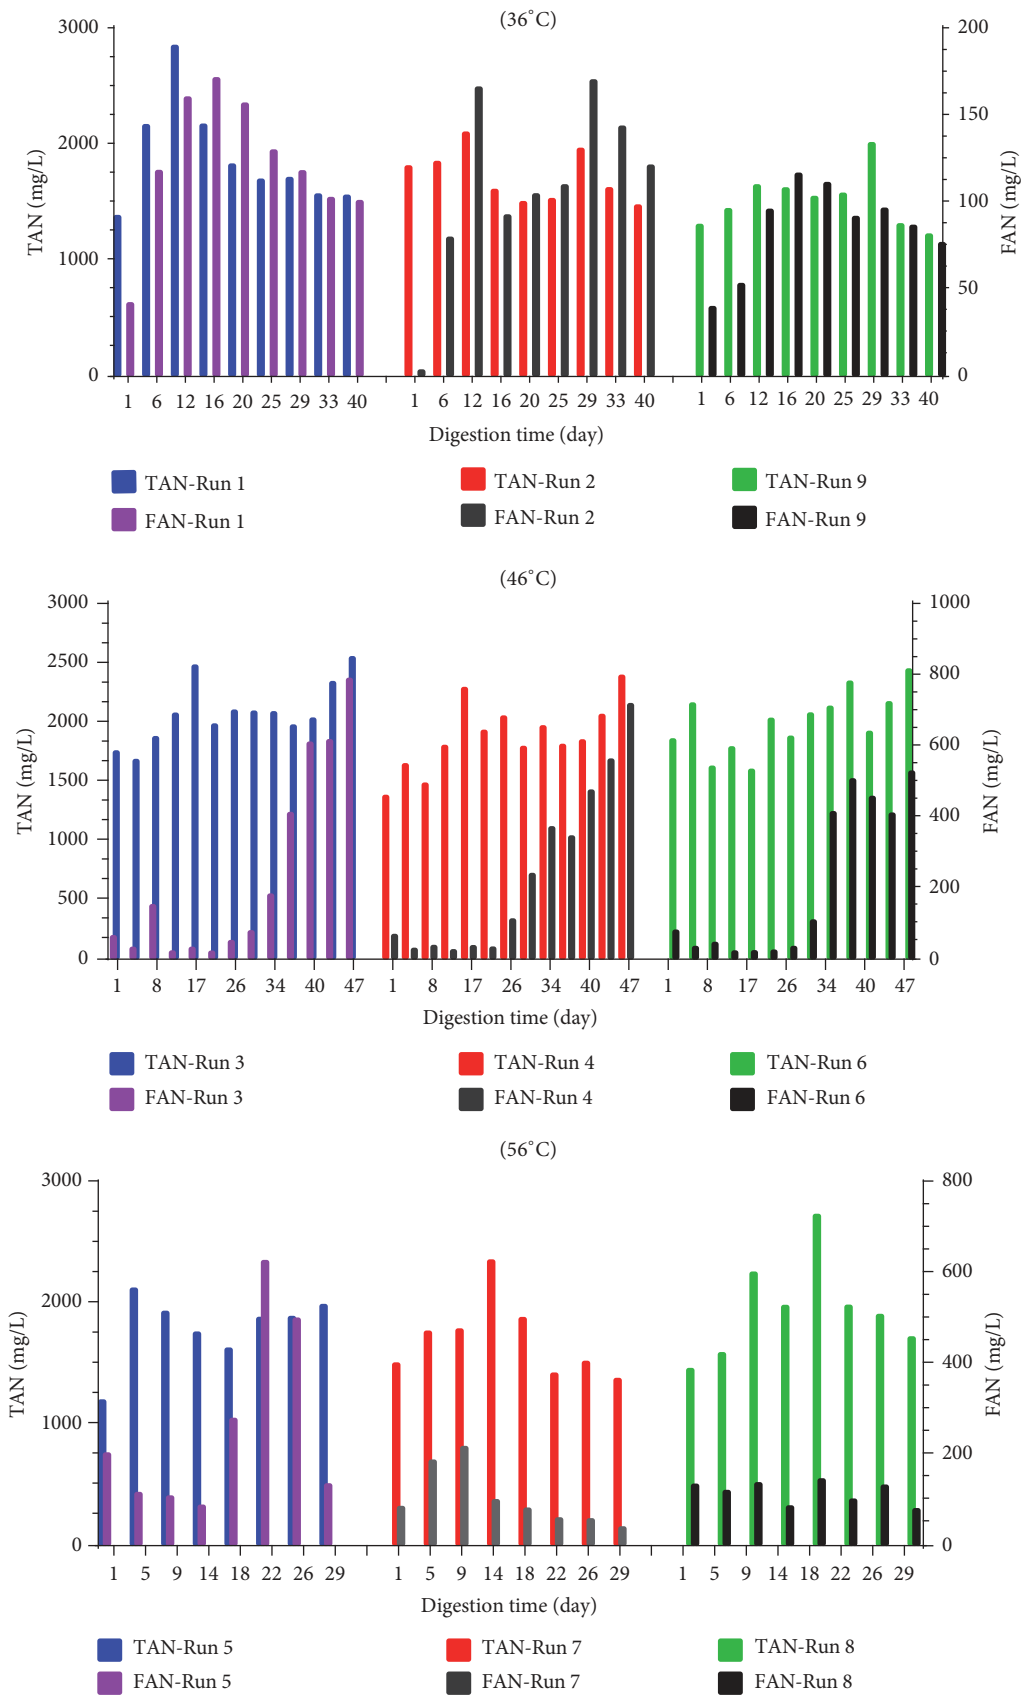 (36°C)
3000
2000
1000
0
TAN (mg/L)
200
150
100
50
0
FAN (mg/L)
1 6 12 16 20 25 29 33 40 1 6 12 16 20 25 29 33 40 1 6 12 16 20 25 29 33 40
Digestion time (day)
TAN-Run 1 TAN-Run 2 TAN-Run 9
FAN-Run 1 FAN-Run 2 FAN-Run 9
(46°C)
3000
2500
2000
1500
1000
500
0
TAN (mg/L)
1000
800
600
400
200
0
FAN (mg/L)
1 8 17 26 34 40 47 1 8 17 26 34 40 47 1 8 17 26 34 40 47
Digestion time (day)
TAN-Run 3 TAN-Run 4 TAN-Run 6
FAN-Run 3 FAN-Run 4 FAN-Run 6
(56°C)
3000
2000
1000
0
TAN (mg/L)
800
600
400
200
0
FAN (mg/L)
1 5 9 14 18 22 26 29 1 5 9 14 18 22 26 29 1 5 9 14 18 22 26 29
Digestion time (day)
TAN-Run 5 TAN-Run 7 TAN-Run 8
FAN-Run 5 FAN-Run 7 FAN-Run 8